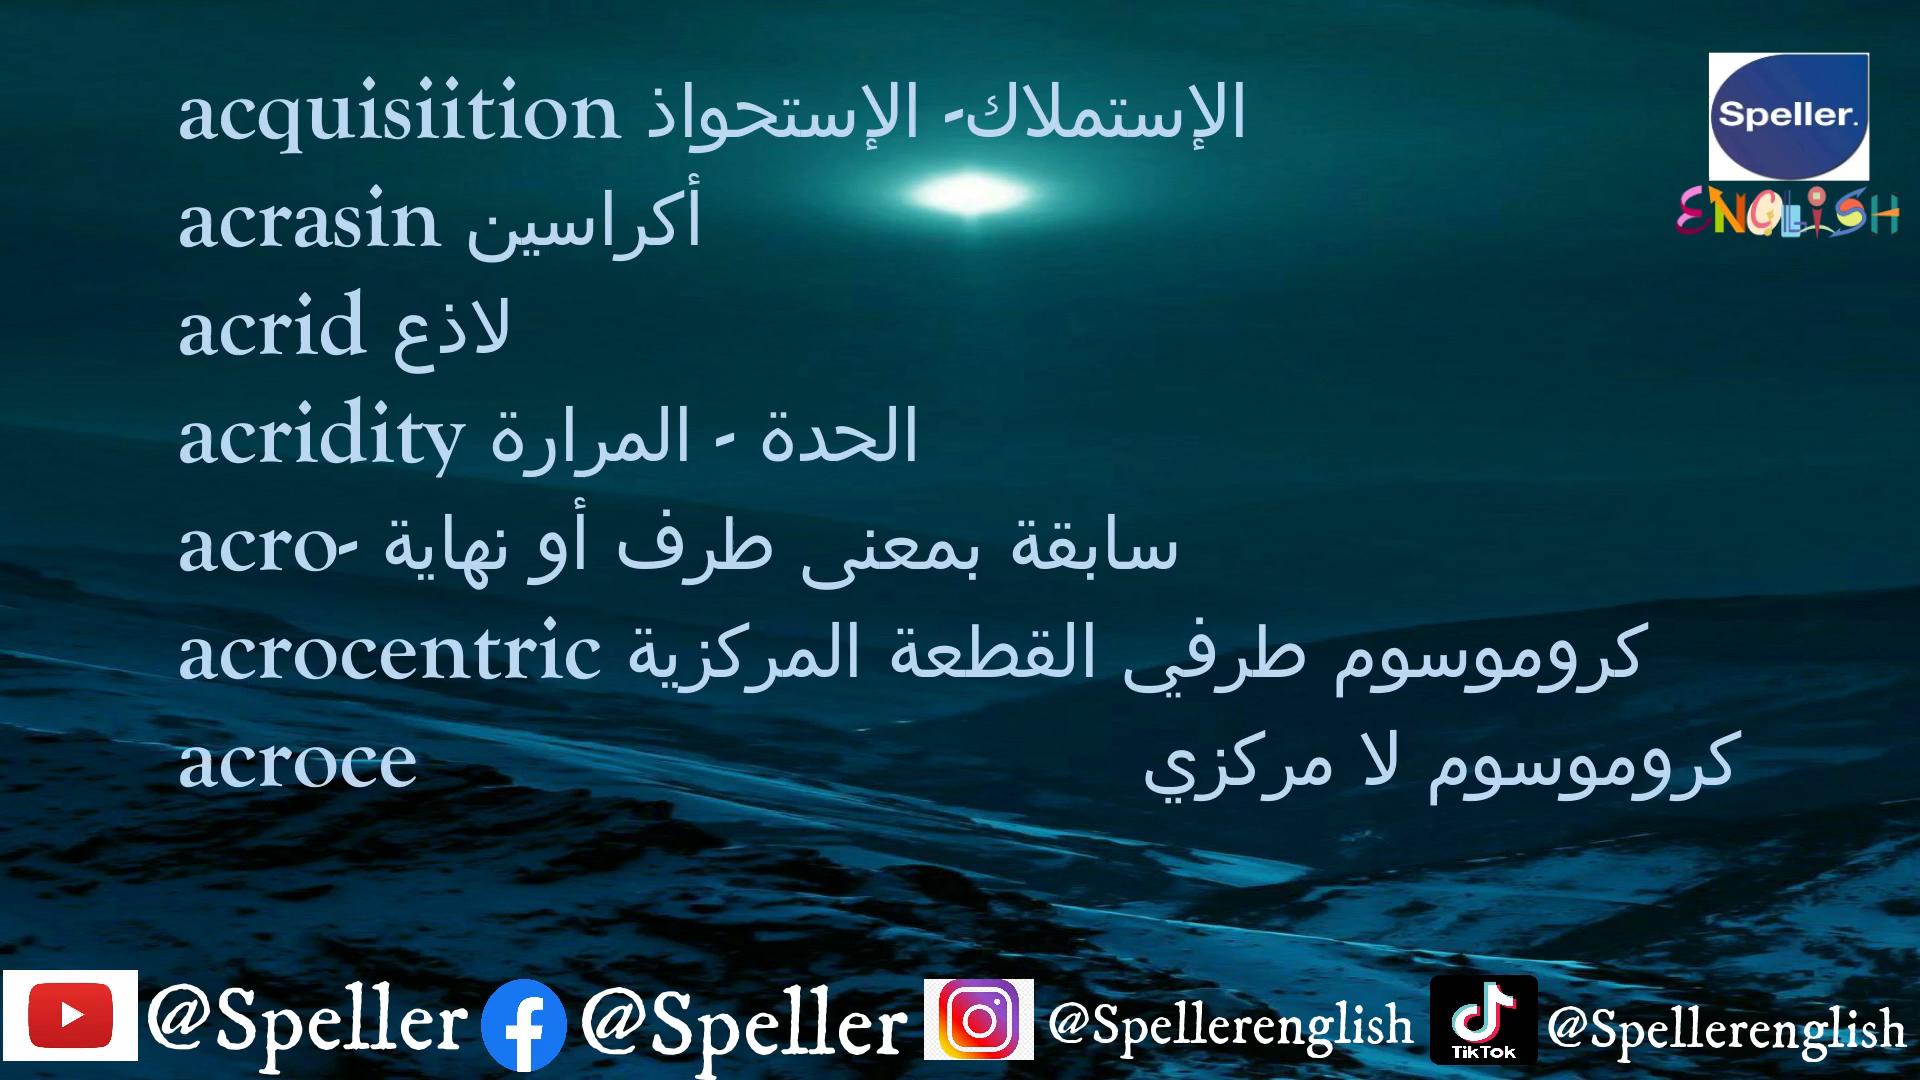 acquisiition الإستملاك- الإستحواذ
Speller.
ENGLiSH
acrasin أكراسين
acrid لاذع
acridity الحدة - المرارة
acro- سابقة بمعنى طرف أو نهاية
acrocentric كروموسوم طرفي القطعة المركزية
acroce كروموسوم لا مركزي
@Speller @Speller @Spellerenglish TikTok @Spellerenglish